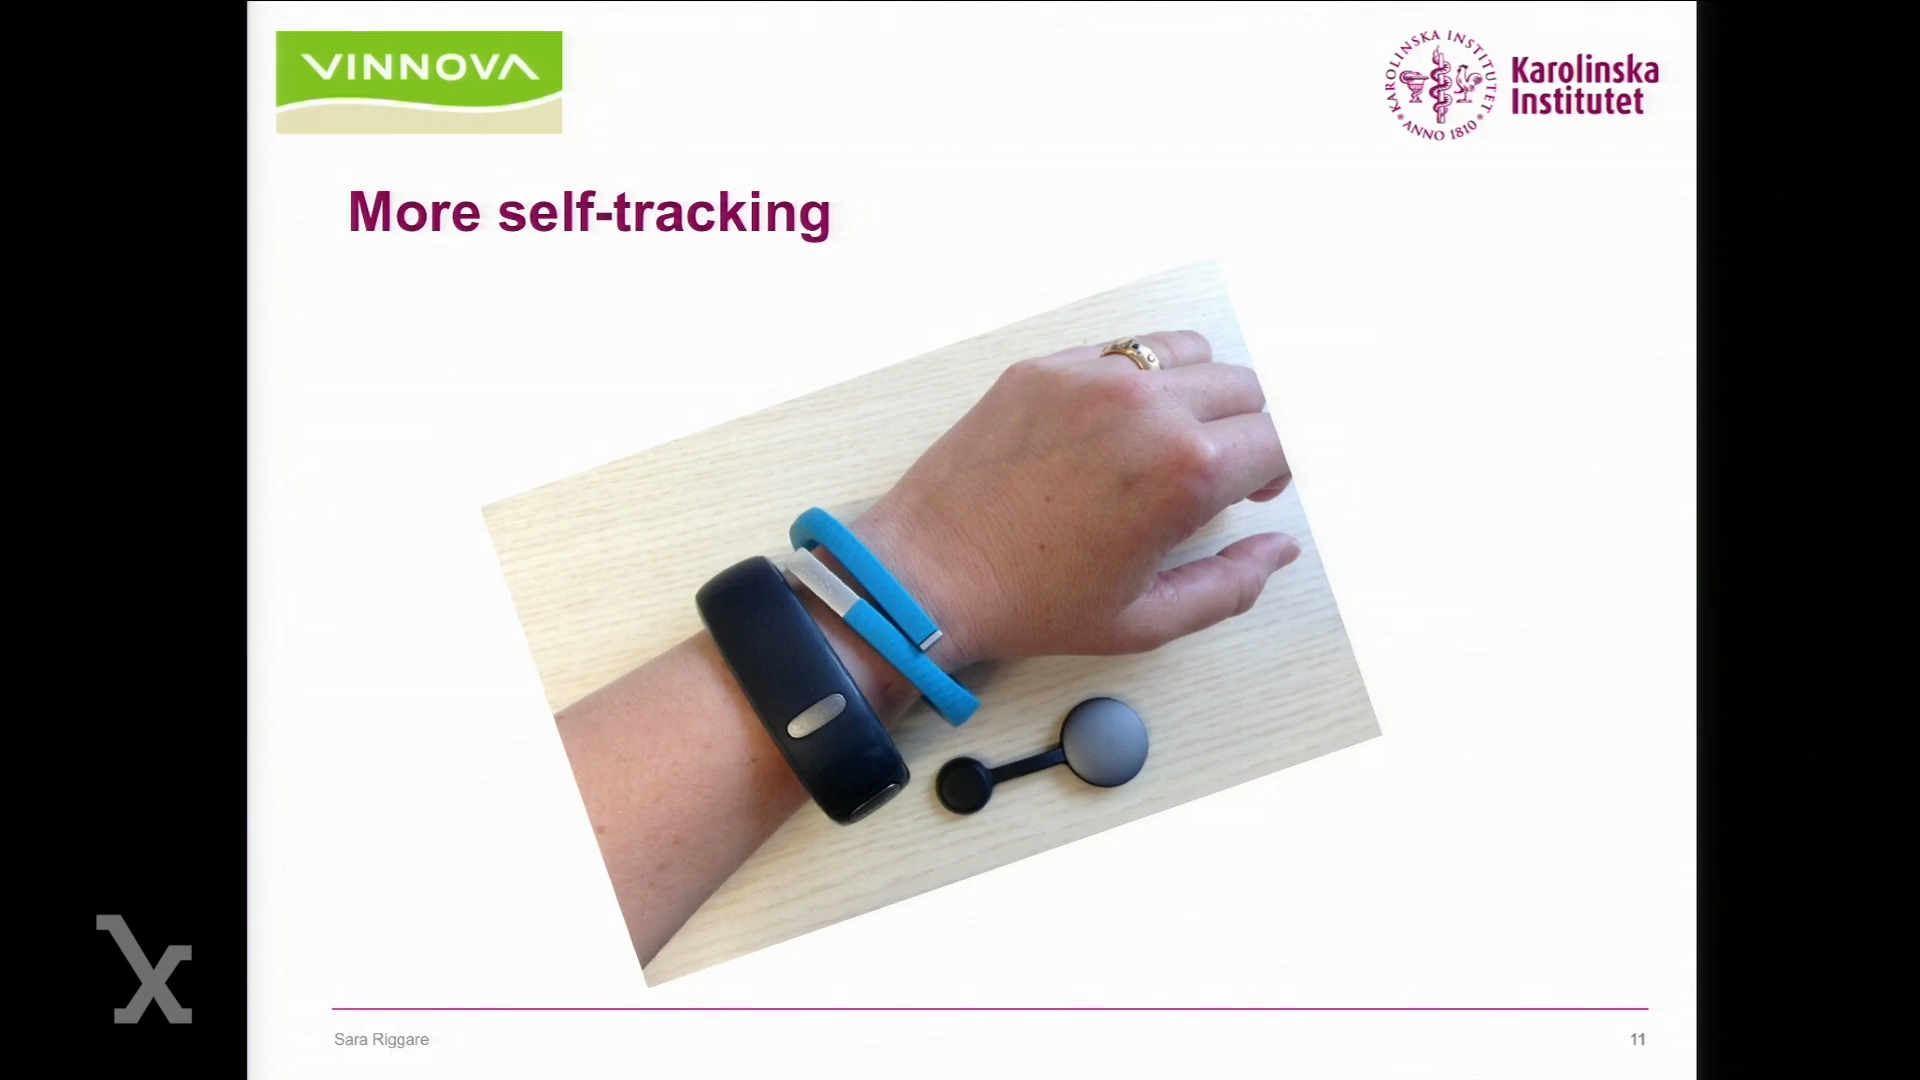 VINNOVA
KAROLINSKA INSTITUTET
ANNO 1810
Karolinska
Institutet
More self-tracking
Sara Riggare
11